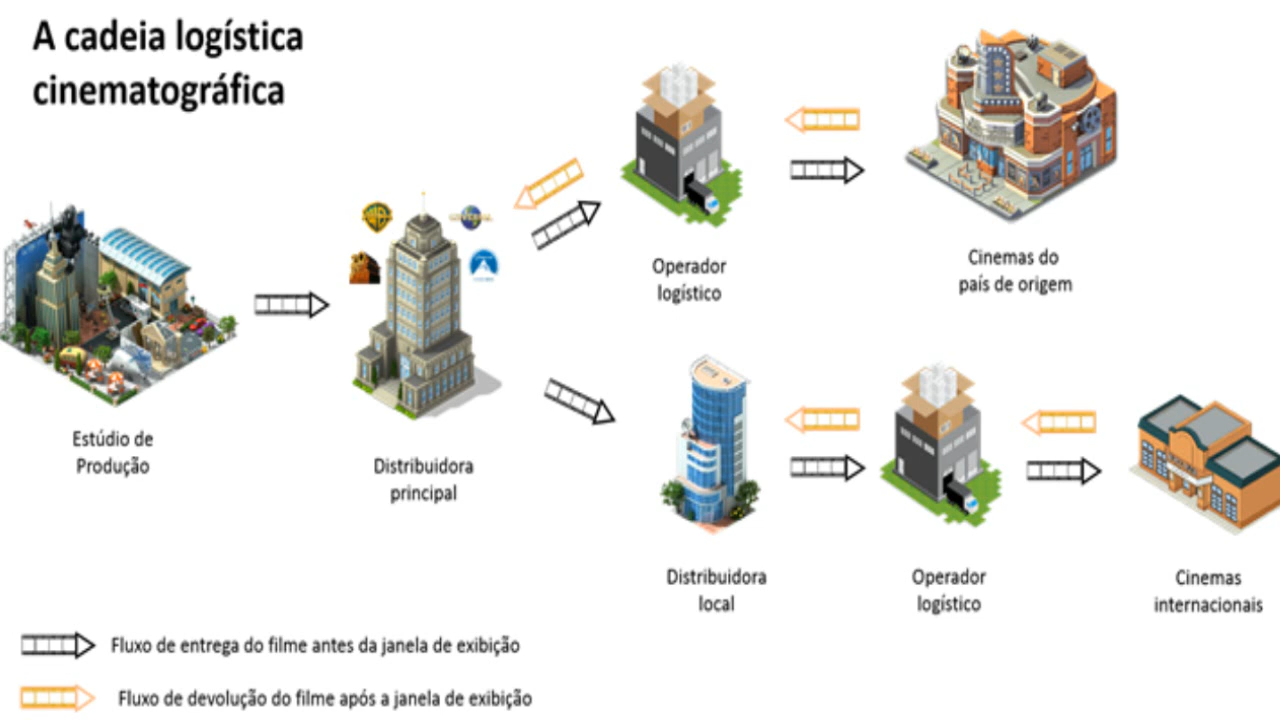 A cadeia logística
cinematográfica
Operador
logístico
Cinemas do
país de origem
Estúdio de
Produção
Distribuidora
principal
Distribuidora
local
Operador
logístico
Cinemas
internacionais
Fluxo de entrega do filme antes da janela de exibição
Fluxo de devolução do filme após a janela de exibição